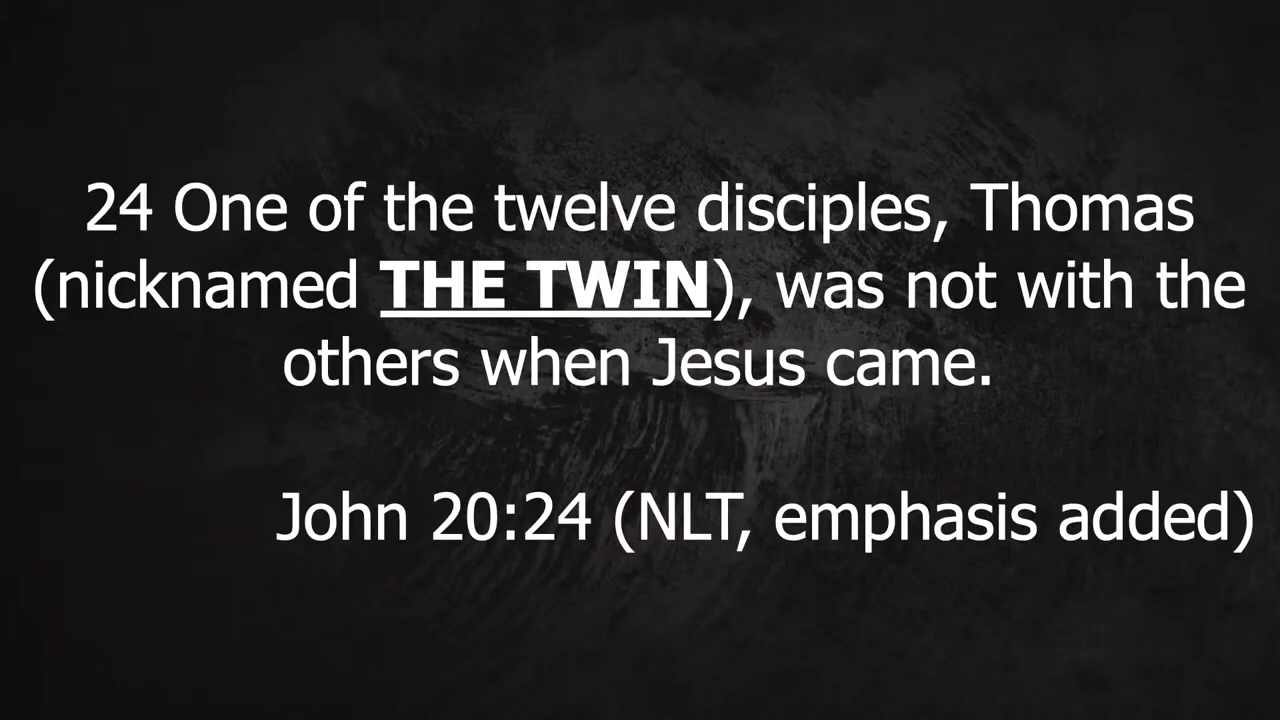 24 One of the twelve disciples, Thomas
(nicknamed THE TWIN), was not with the
others when Jesus came.
John 20:24 (NLT, emphasis added)